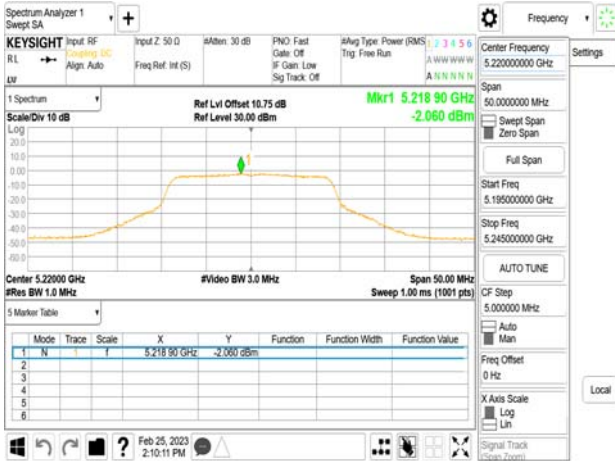 Spectrum Analyzer 1
Swept SA
+
Frequency
KEYSIGHT
RL
Input: RF
Coupling: DC
Align: Auto
Input Z: 50 Ω
Freq Ref: Int (S)
#Atten: 30 dB
PNO: Fast
Gate: Off
IF Gain: Low
Sig Track: Off
#Avg Type: Power (RMS
Trig: Free Run
1 2 3 4 5 6
A W W W W W
A N N N N N
Center Frequency
5.220000000 GHz
Settings
Span
50.0000000 MHz
Swept Span
Zero Span
Full Span
Start Freq
5.195000000 GHz
Stop Freq
5.245000000 GHz
AUTO TUNE
CF Step
5.000000 MHz
Auto
Man
Freq Offset
0 Hz
X Axis Scale
Log
Lin
Signal Track
(Span Zoom)
Local
1 Spectrum
Scale/Div 10 dB
Ref Lvl Offset 10.75 dB
Ref Level 30.00 dBm
Mkr1 5.218 90 GHz
-2.060 dBm
Log
20.0
10.0
0.00
-10.0
-20.0
-30.0
-40.0
-50.0
-60.0
1
Center 5.22000 GHz
#Res BW 1.0 MHz
#Video BW 3.0 MHz
Span 50.00 MHz
Sweep 1.00 ms (1001 pts)
5 Marker Table
Mode Trace Scale X Y Function Function Width Function Value
1 N 1 f 5.218 90 GHz -2.060 dBm
2
3
4
5
6
?
Feb 25, 2023
2:10:11 PM